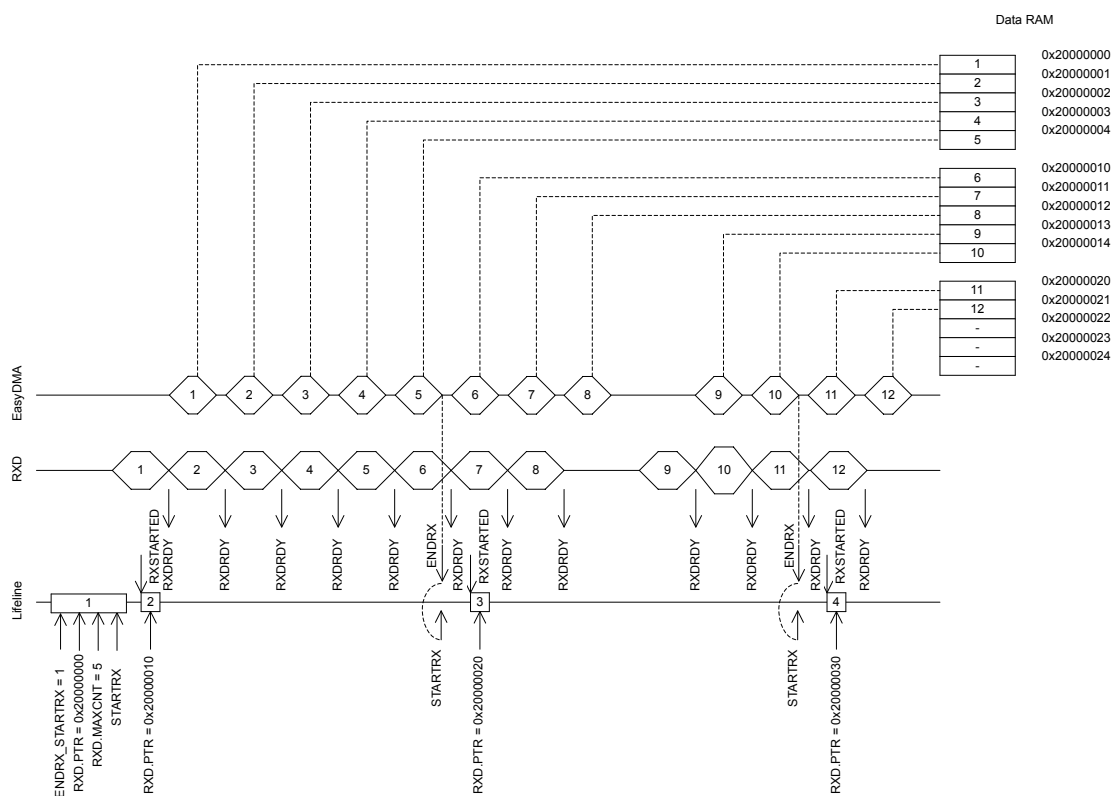 Data RAM
1
0x20000000
2
0x20000001
3
0x20000002
4
0x20000003
5
0x20000004
6
0x20000010
7
0x20000011
8
0x20000012
9
0x20000013
10
0x20000014
11
0x20000020
12
0x20000021
-
0x20000022
-
0x20000023
-
0x20000024
EasyDMA
1 2 3 4 5 6 7 8 9 10 11 12
RXD
1 2 3 4 5 6 7 8 9 10 11 12
RXSTARTED
RXDRDY
RXDRDY
RXDRDY
RXDRDY
RXDRDY
ENDRX
RXDRDY
RXSTARTED
RXDRDY
RXDRDY
RXDRDY
RXDRDY
ENDRX
RXDRDY
RXSTARTED
RXDRDY
Lifeline
1 2 3 4
ENDRX_STARTRX = 1
RXD.PTR = 0x20000000
RXD.MAXCNT = 5
STARTRX
RXD.PTR = 0x20000010
STARTRX
RXD.PTR = 0x20000020
STARTRX
RXD.PTR = 0x20000030